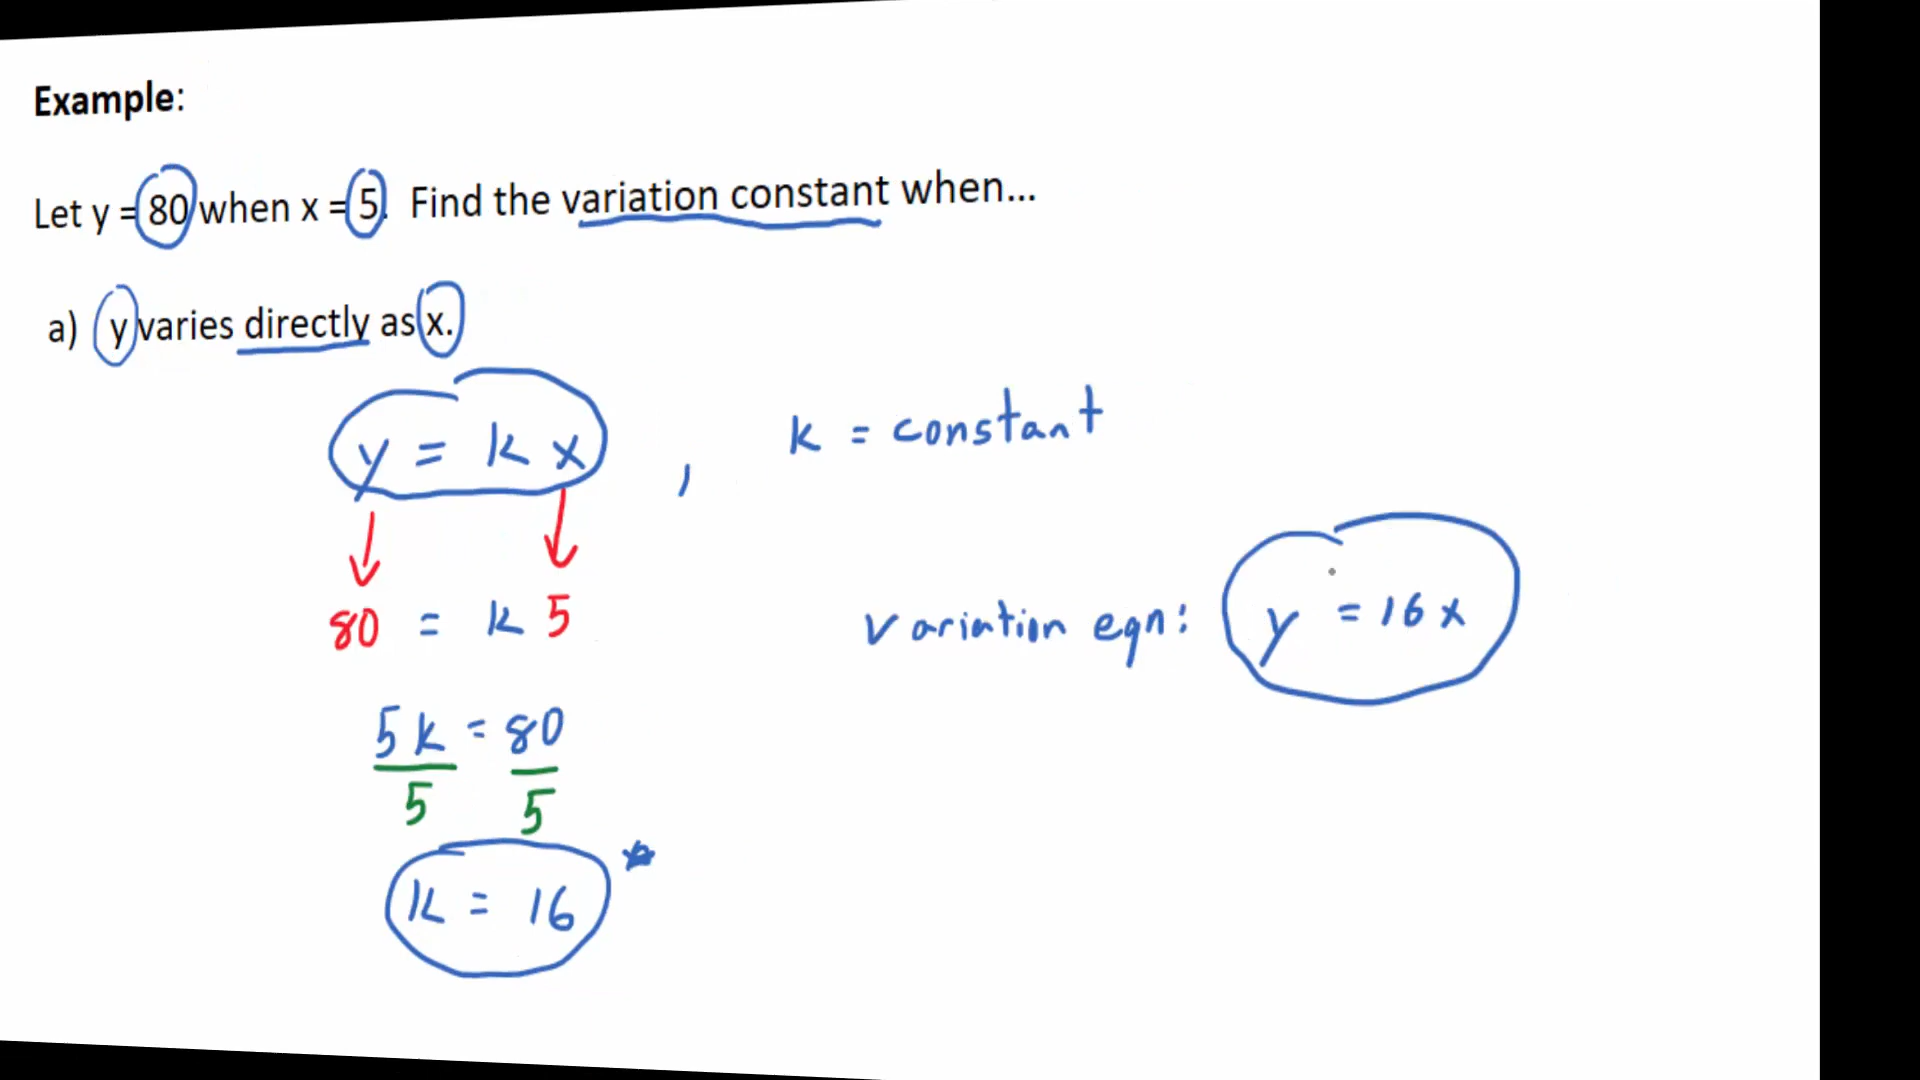 Example:
Let y = 80 when x = 5. Find the variation constant when...
a) y varies directly as x.
y = k x , k = constant
80 = k 5
variation eqn: y = 16 x
5 k = 80
5 5
k = 16 *